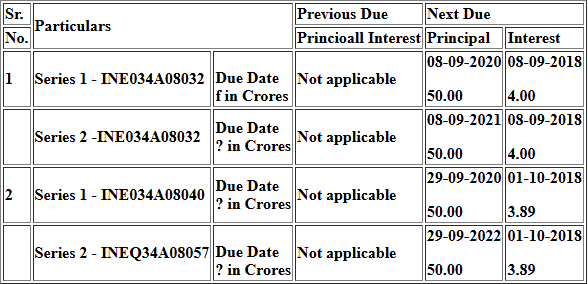 Sr. Particulars Previous Due Next Due
No. Princioall Interest Principal Interest
1 Series 1 - INE034A08032 Due Date Not applicable 08-09-2020 08-09-2018
f in Crores 50.00 4.00
Series 2 -INE034A08032 Due Date Not applicable 08-09-2021 08-09-2018
? in Crores 50.00 4.00
2 Series 1 - INE034A08040 Due Date Not applicable 29-09-2020 01-10-2018
? in Crores 50.00 3.89
Series 2 - INEQ34A08057 Due Date Not applicable 29-09-2022 01-10-2018
? in Crores 50.00 3.89